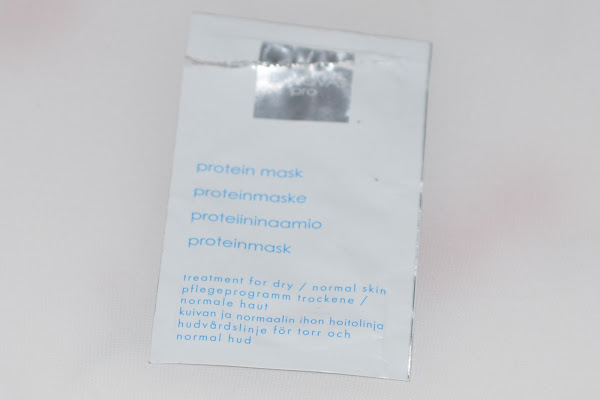 pro
protein mask
proteinmaske
proteiininaamio
proteinmask
treatment for dry / normal skin
pflegeprogramm trockene /
normale haut
kuivan ja normaalin ihon hoitolinja
hudvårdslinje för torr och
normal hud